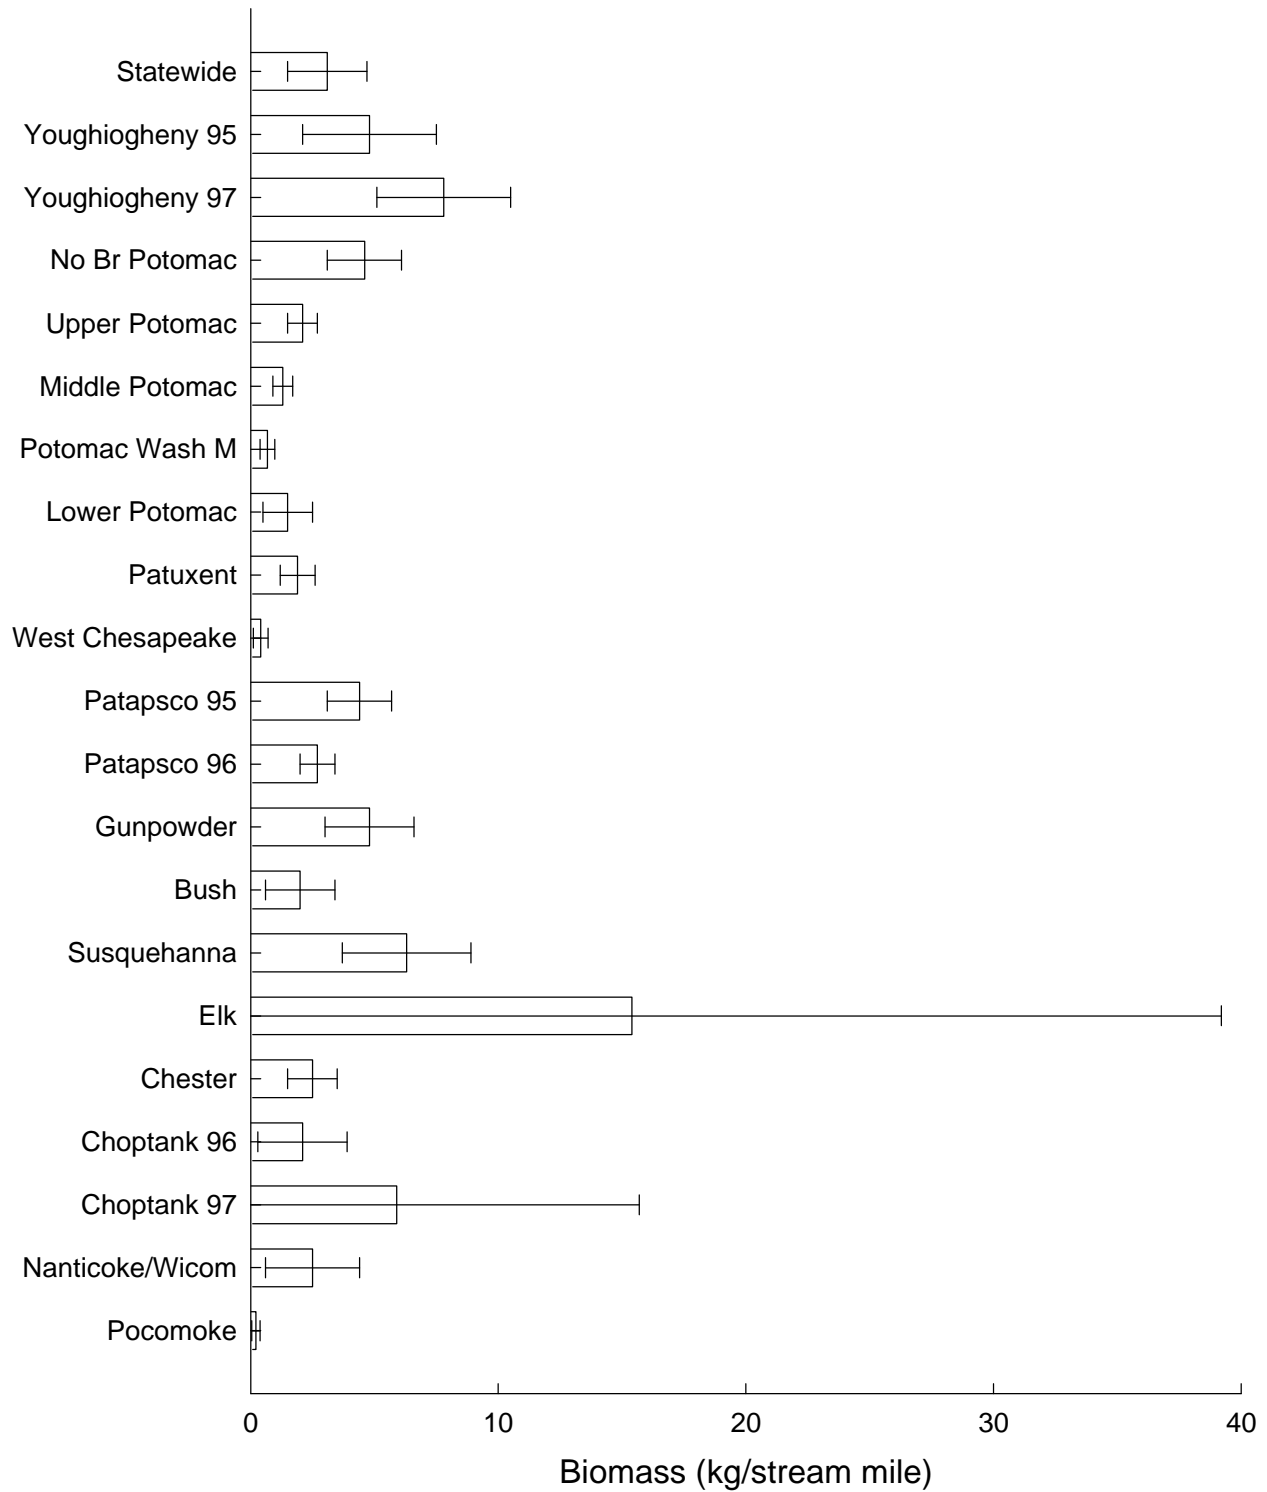 Statewide
Youghiogheny 95
Youghiogheny 97
No Br Potomac
Upper Potomac
Middle Potomac
Potomac Wash M
Lower Potomac
Patuxent
West Chesapeake
Patapsco 95
Patapsco 96
Gunpowder
Bush
Susquehanna
Elk
Chester
Choptank 96
Choptank 97
Nanticoke/Wicom
Pocomoke
0 10 20 30 40
Biomass (kg/stream mile)